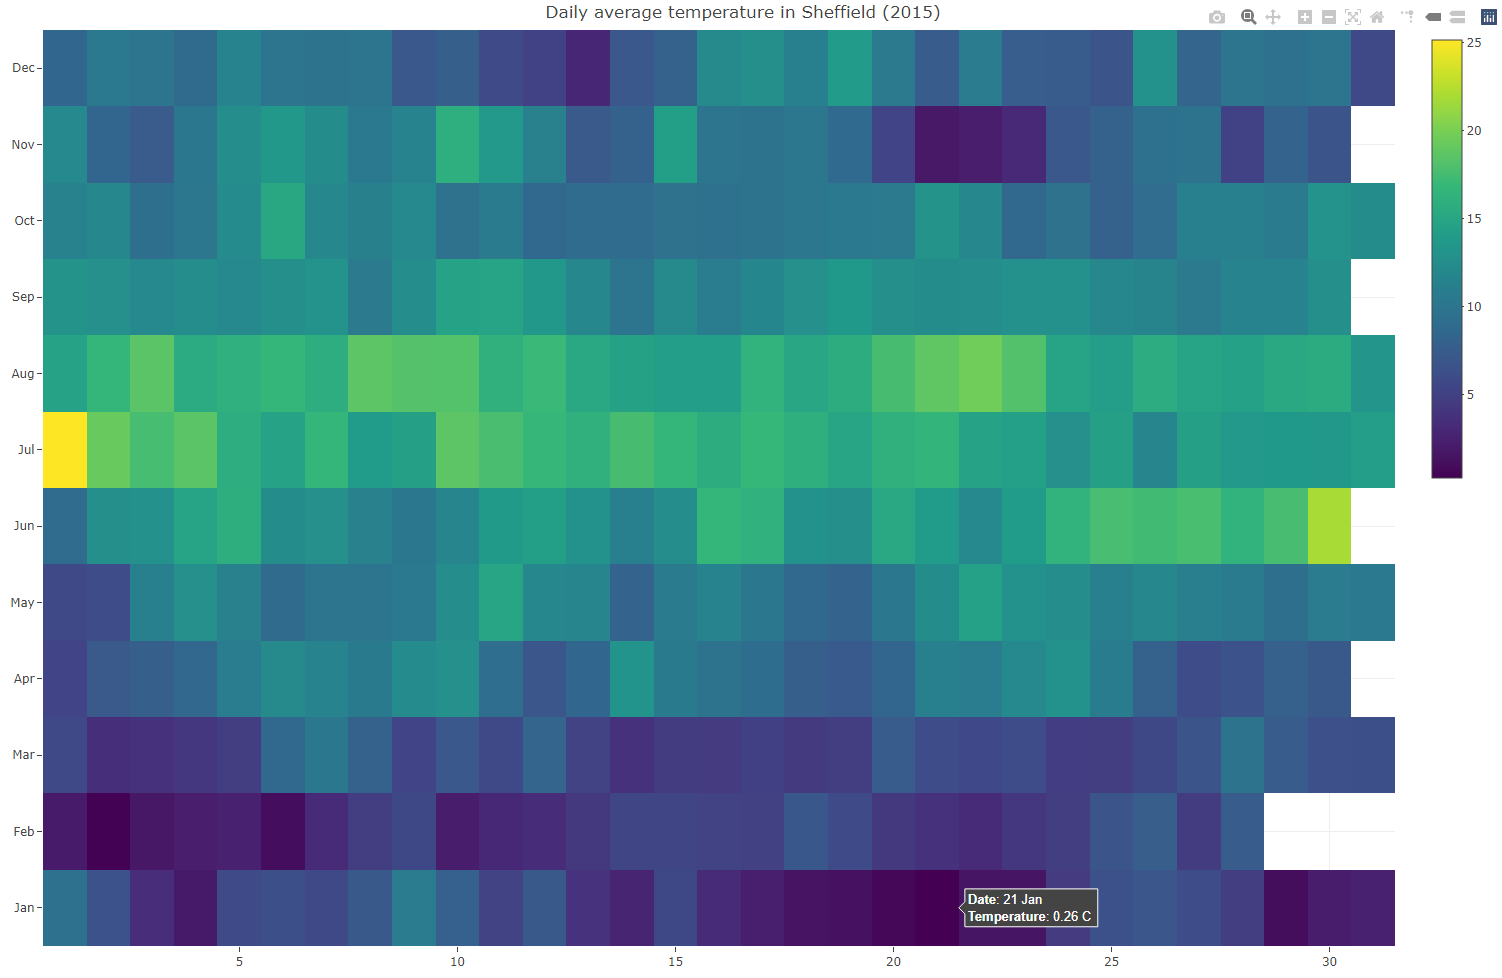 Daily average temperature in Sheffield (2015)
25
20
15
10
5
Dec
Nov
Oct
Sep
Aug
Jul
Jun
May
Apr
Mar
Feb
Jan
Date: 21 Jan
Temperature: 0.26 C
5 10 15 20 25 30